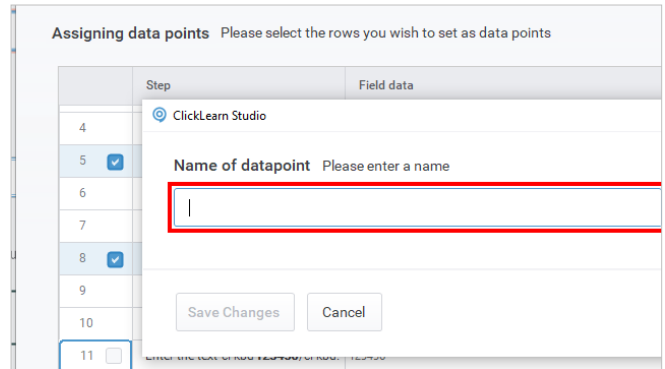 Assigning data points Please select the rows you wish to set as data points
Step Field data
4
ClickLearn Studio
5
Name of datapoint Please enter a name
6
7
8
9
10
Save Changes Cancel
11